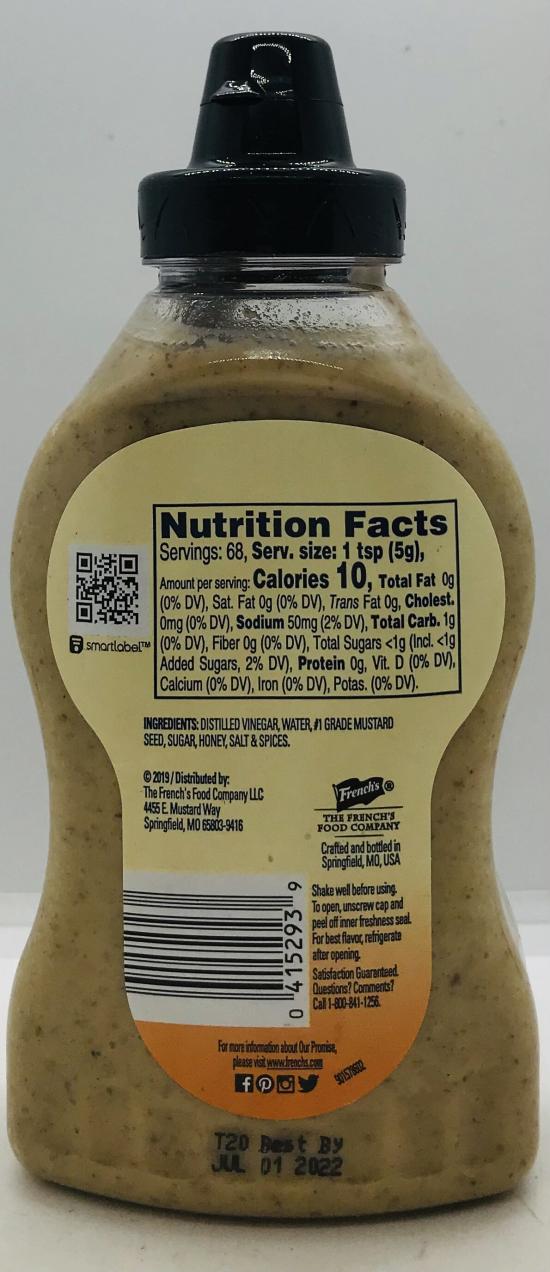 Nutrition Facts
Servings: 68, Serv. size: 1 tsp (5g),
Amount per serving: Calories 10, Total Fat 0g
(0% DV), Sat. Fat 0g (0% DV), Trans Fat 0g, Cholest.
0mg (0% DV), Sodium 50mg (2% DV), Total Carb. 1g
(0% DV), Fiber 0g (0% DV), Total Sugars <1g (Incl. <1g
Added Sugars, 2% DV), Protein 0g, Vit. D (0% DV),
Calcium (0% DV), Iron (0% DV), Potas. (0% DV).
smartlabel™
INGREDIENTS: DISTILLED VINEGAR, WATER, #1 GRADE MUSTARD
SEED, SUGAR, HONEY, SALT & SPICES.
© 2019 / Distributed by:
The French's Food Company LLC
4455 E. Mustard Way
Springfield, MO 65803-9416
French's ®
THE FRENCH'S
FOOD COMPANY
Crafted and bottled in
Springfield, MO, USA
Shake well before using.
To open, unscrew cap and
peel off inner freshness seal.
For best flavor, refrigerate
after opening.
Satisfaction Guaranteed.
Questions? Comments?
Call 1-800-841-1256.
0 415293 9
For more information about Our Promise,
please visit www.frenchs.com
T20 Best By
JUL 01 2022